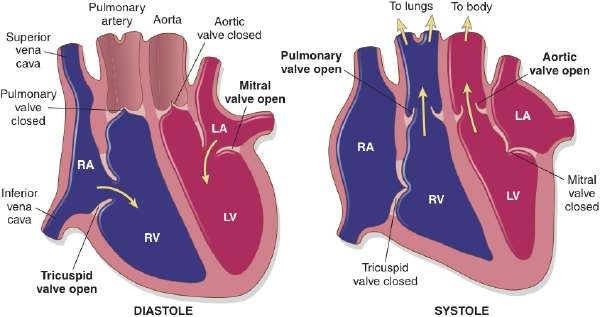 Pulmonary
artery
Aorta
Superior
vena
cava
Aortic
valve closed
Mitral
valve open
Pulmonary
valve
closed
LA
RA
Inferior
vena
cava
LV
RV
Tricuspid
valve open
DIASTOLE
To lungs
To body
Pulmonary
valve open
Aortic
valve open
LA
RA
Mitral
valve
closed
LV
RV
Tricuspid
valve closed
SYSTOLE